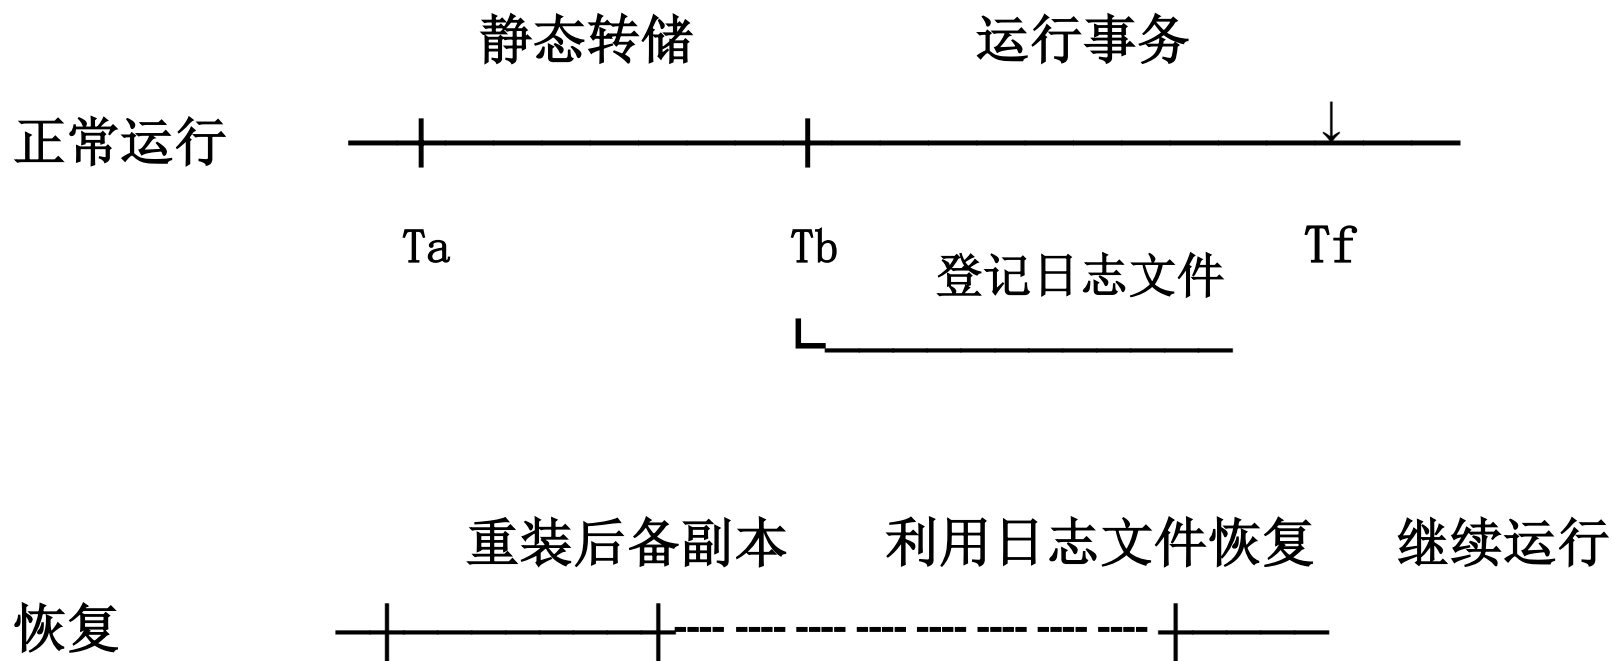 静态转储 运行事务
正常运行 ↓
Ta Tb Tf
登记日志文件
重装后备副本 利用日志文件恢复 继续运行
恢复